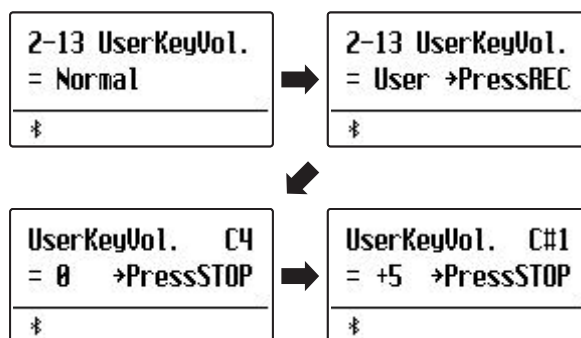 2-13 UserKeyVol.
= Normal
2-13 UserKeyVol.
= User →PressREC
UserKeyVol. C4
= 0 →PressSTOP
UserKeyVol. C#1
= +5 →PressSTOP